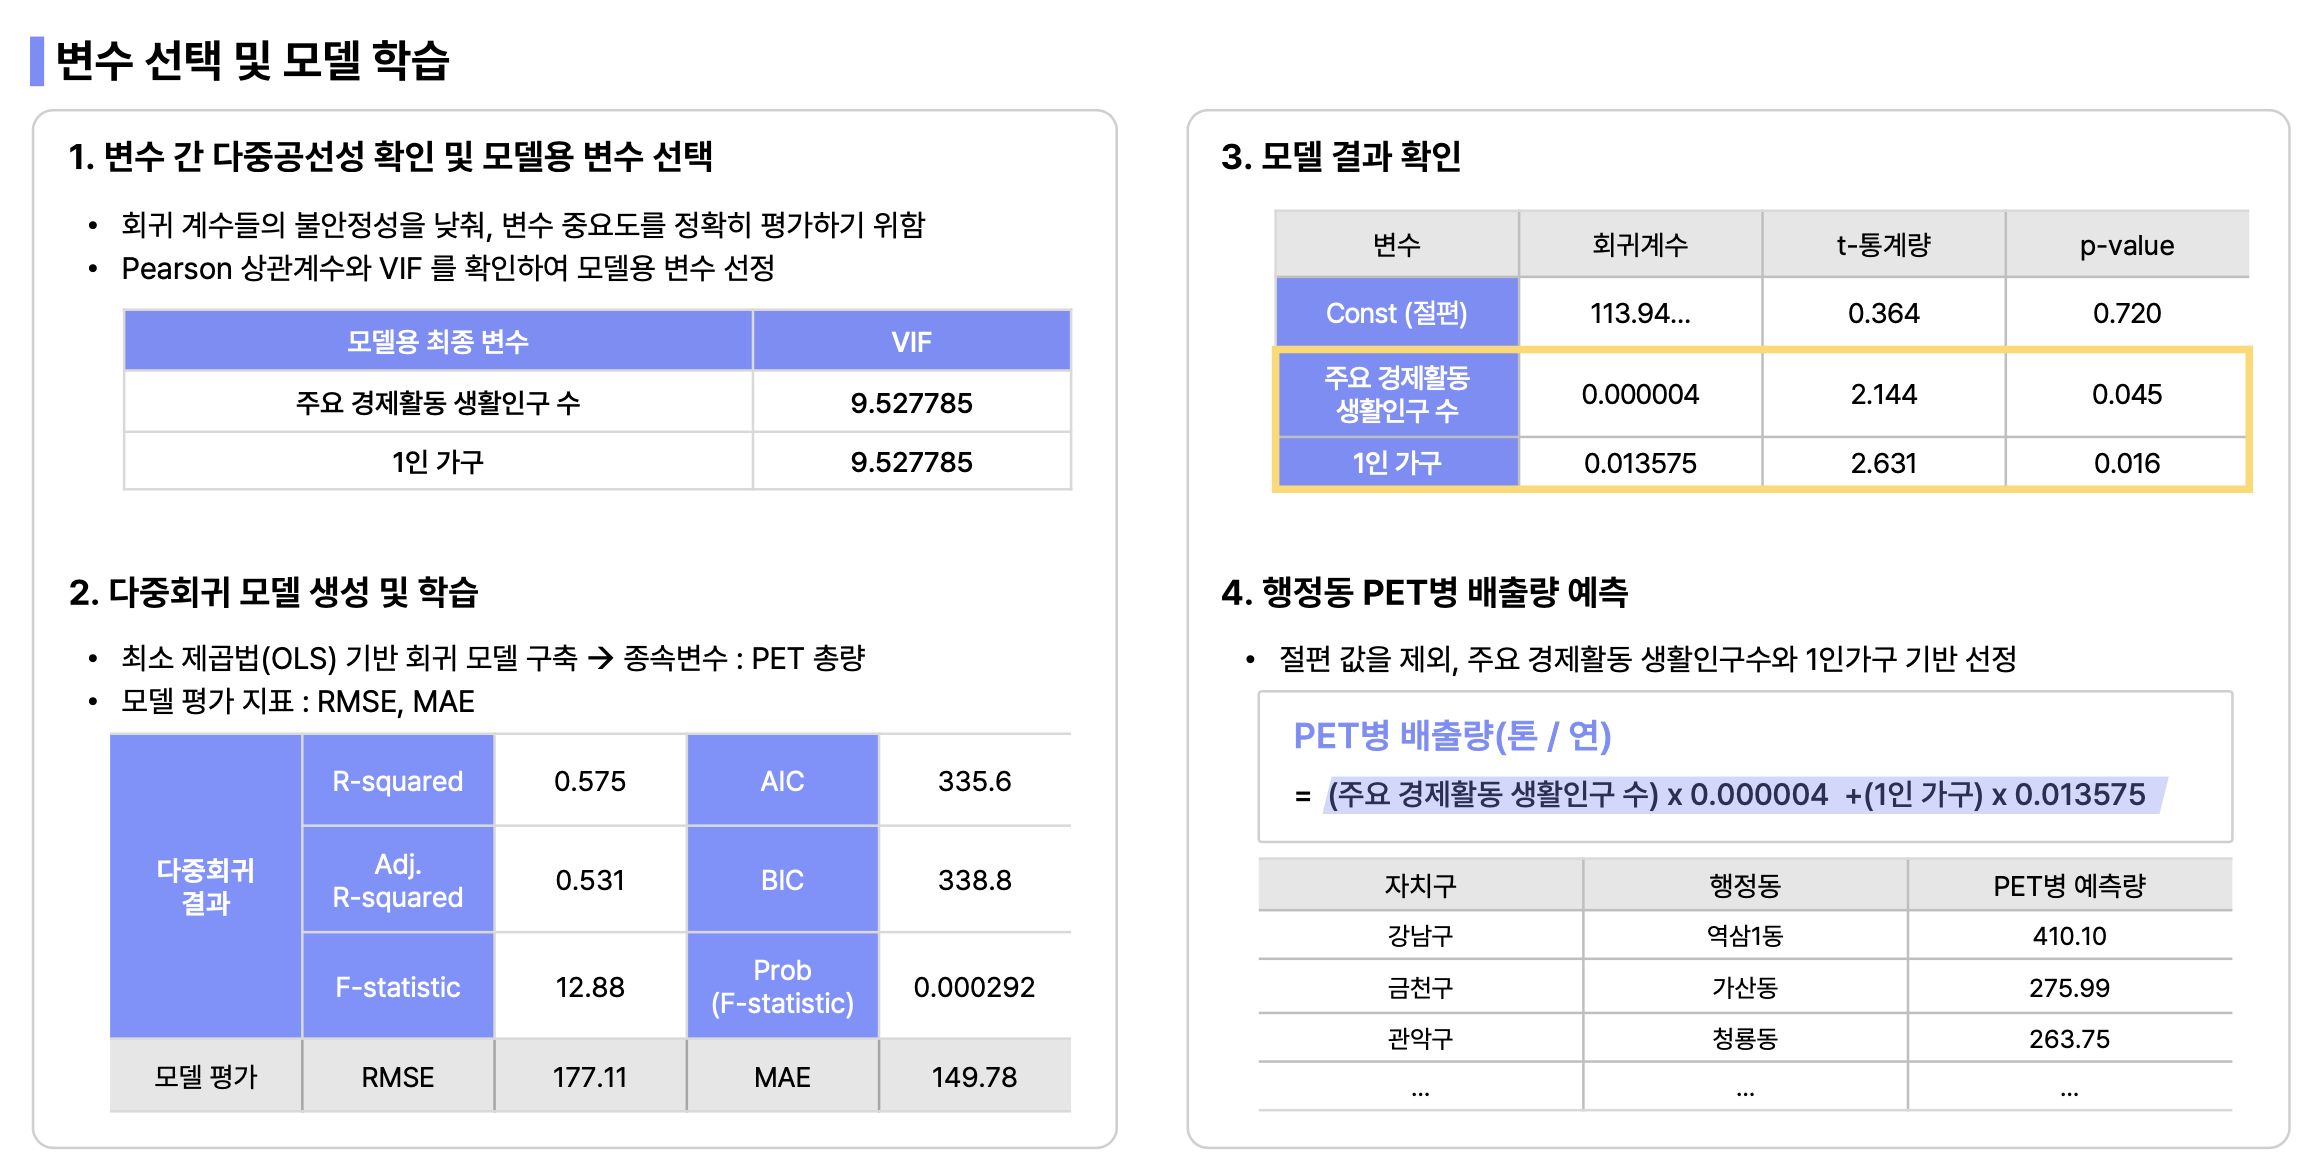 변수 선택 및 모델 학습
1. 변수 간 다중공선성 확인 및 모델용 변수 선택
• 회귀 계수들의 불안정성을 낮춰, 변수 중요도를 정확히 평가하기 위함
• Pearson 상관계수와 VIF 를 확인하여 모델용 변수 선정
모델용 최종 변수 VIF
주요 경제활동 생활인구 수 9.527785
1인 가구 9.527785
2. 다중회귀 모델 생성 및 학습
• 최소 제곱법(OLS) 기반 회귀 모델 구축 → 종속변수 : PET 총량
• 모델 평가 지표 : RMSE, MAE
다중회귀
결과
R-squared 0.575 AIC 335.6
Adj.
R-squared
0.531 BIC 338.8
F-statistic 12.88
Prob
(F-statistic)
0.000292
모델 평가 RMSE 177.11 MAE 149.78
3. 모델 결과 확인
변수 회귀계수 t-통계량 p-value
Const (절편) 113.94... 0.364 0.720
주요 경제활동
생활인구 수
0.000004 2.144 0.045
1인 가구 0.013575 2.631 0.016
4. 행정동 PET병 배출량 예측
• 절편 값을 제외, 주요 경제활동 생활인구수와 1인가구 기반 선정
PET병 배출량(톤 / 연)
= (주요 경제활동 생활인구 수) x 0.000004 +(1인 가구) x 0.013575
자치구 행정동 PET병 예측량
강남구 역삼1동 410.10
금천구 가산동 275.99
관악구 청룡동 263.75
... ... ...